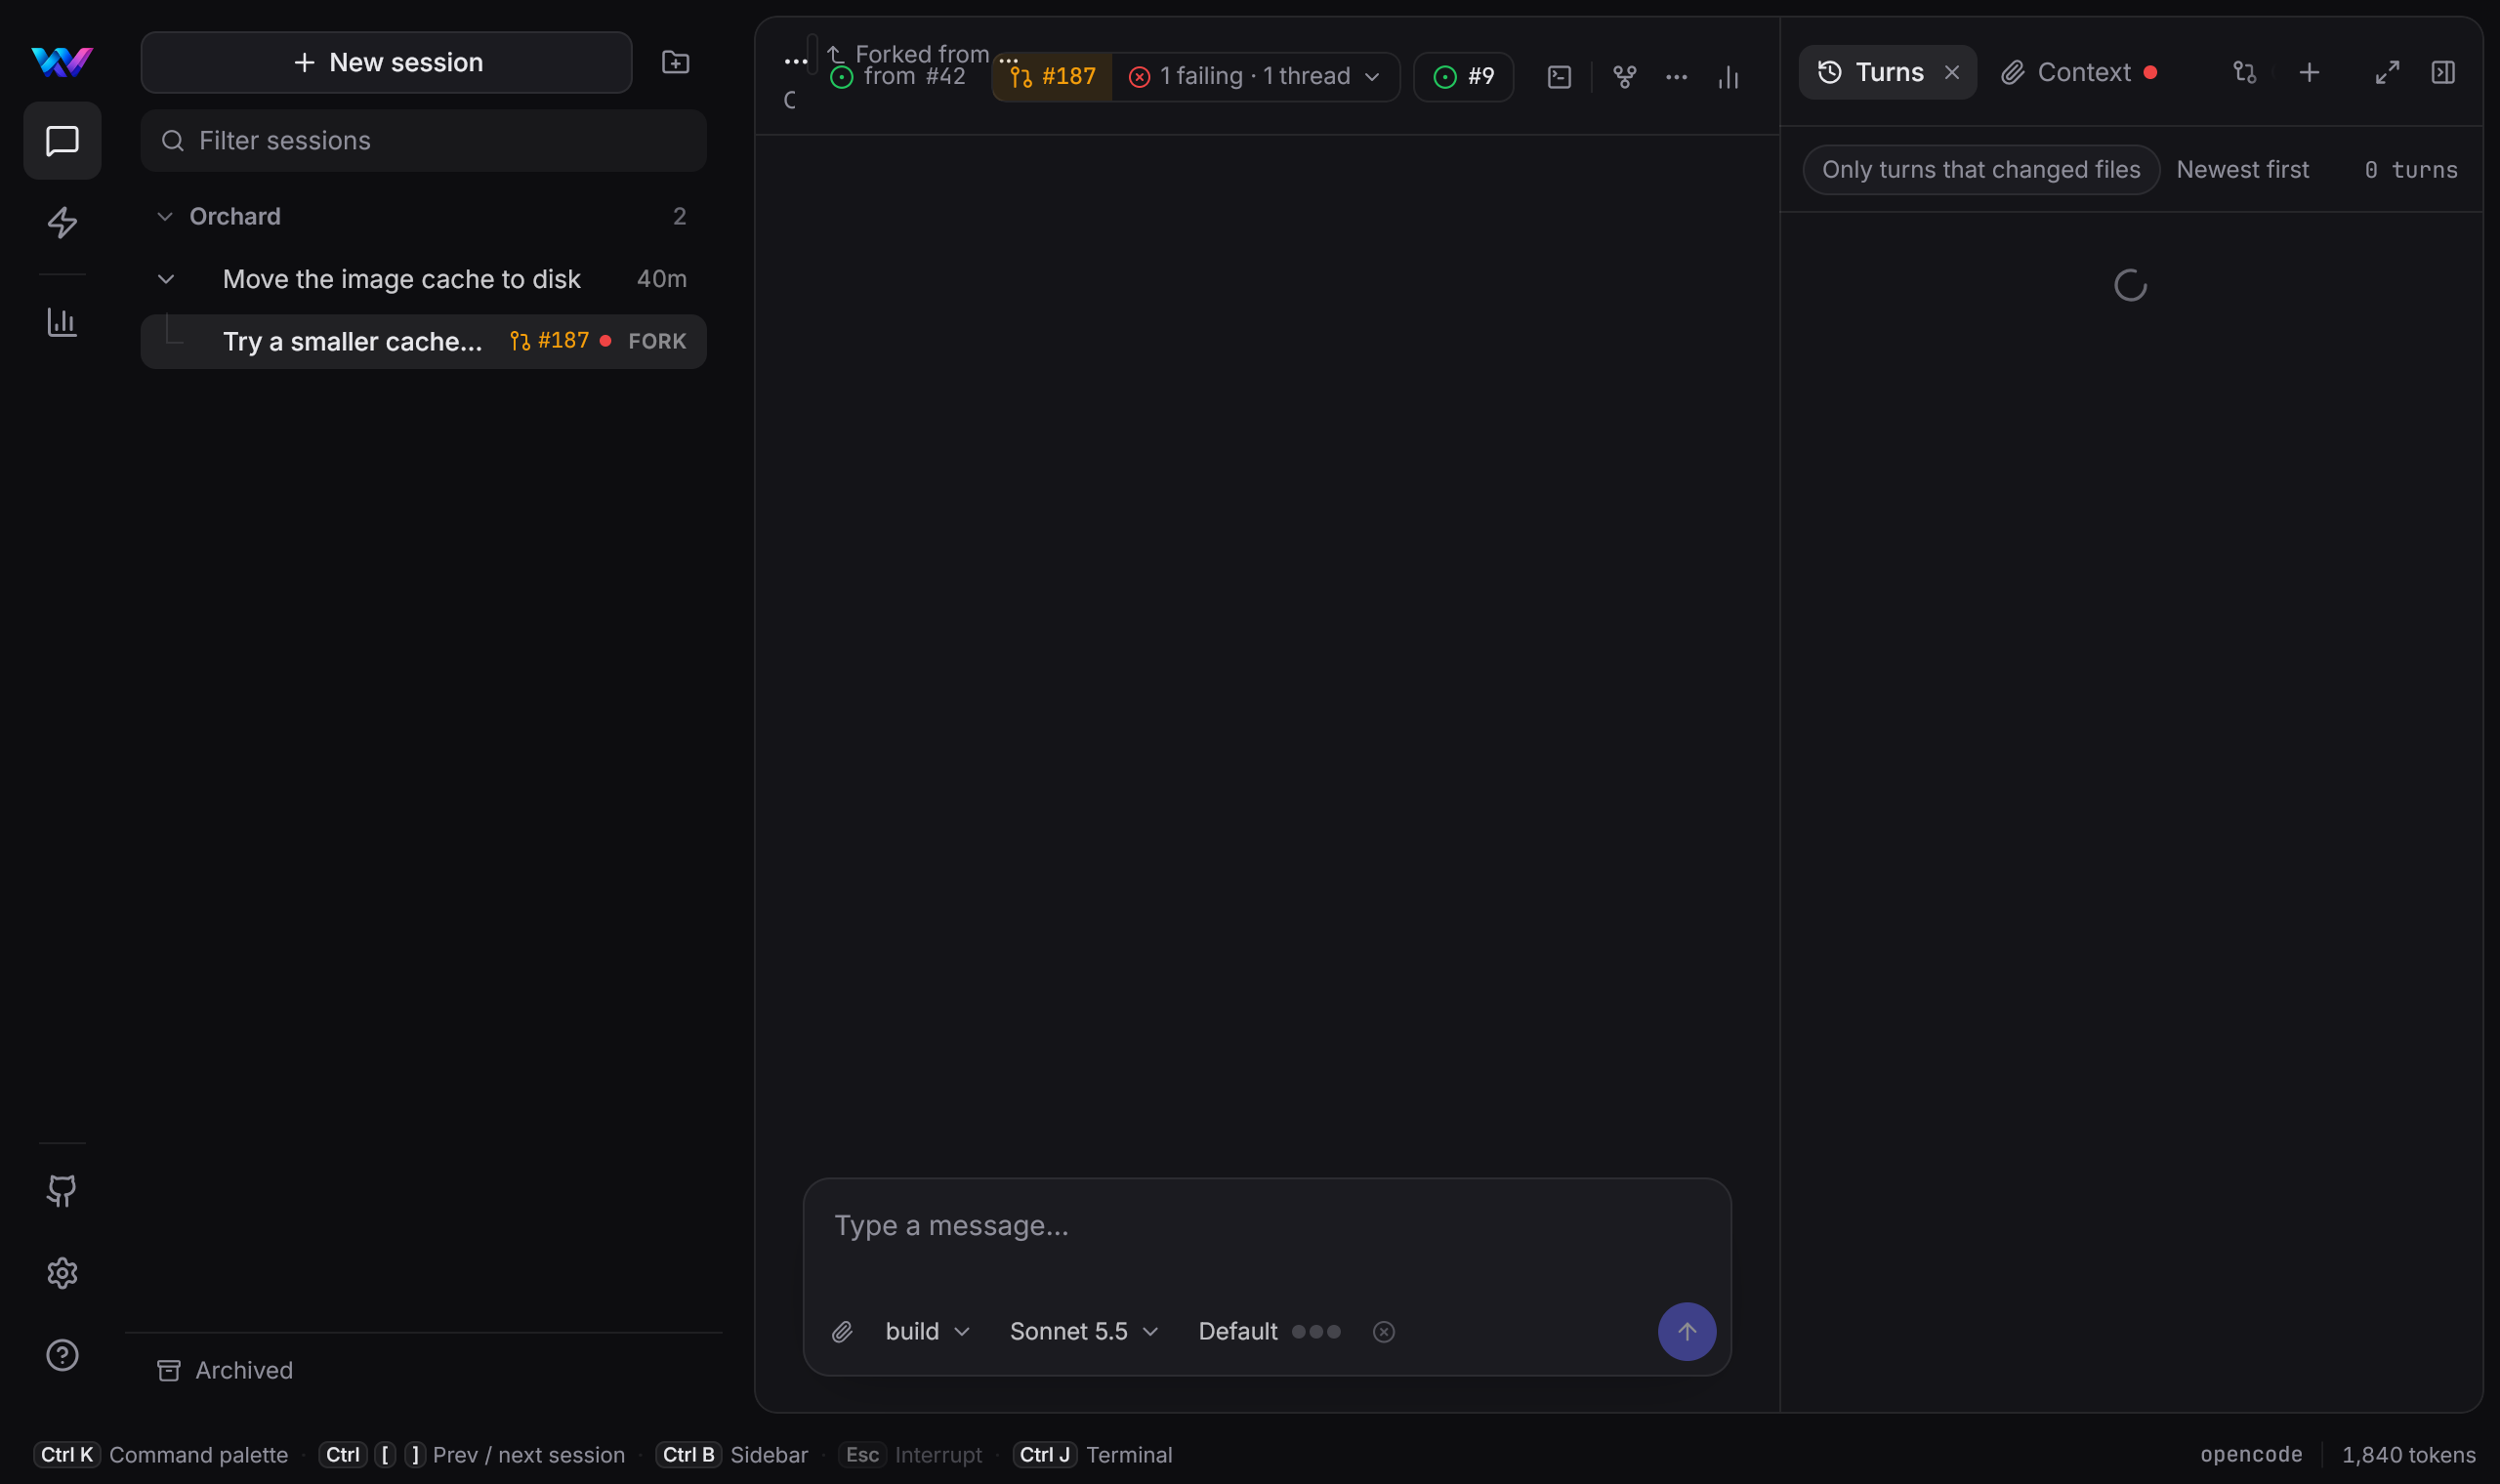 New session
Filter sessions
Orchard 2
Move the image cache to disk 40m
Try a smaller cache... #187 FORK
Archived
... Forked from ...
from #42 #187 1 failing · 1 thread #9
Turns Context
Only turns that changed files Newest first 0 turns
Type a message...
build Sonnet 5.5 Default
Ctrl K Command palette · Ctrl [ ] Prev / next session · Ctrl B Sidebar · Esc Interrupt · Ctrl J Terminal
opencode 1,840 tokens